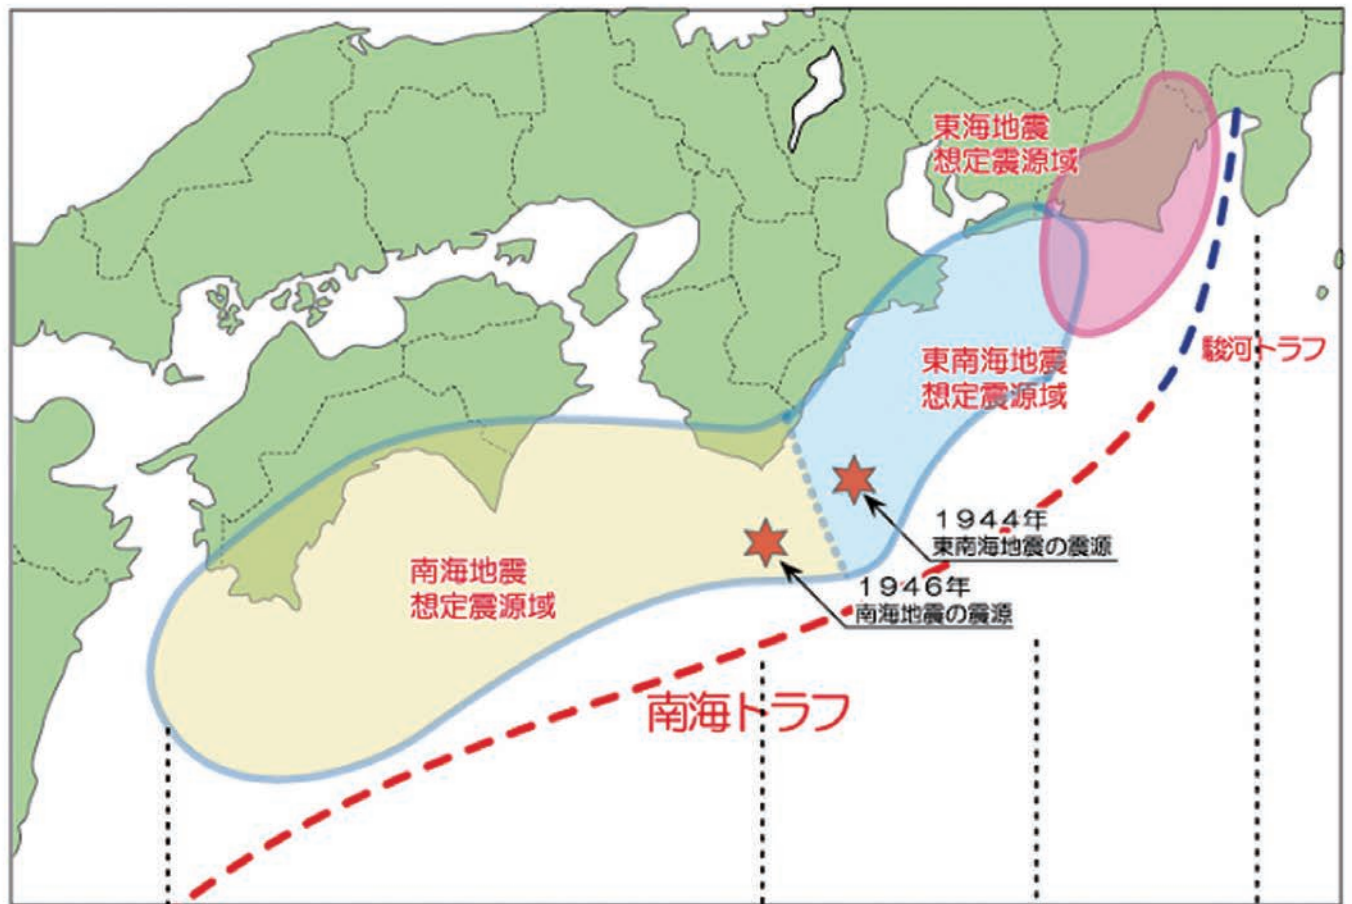 東海地震
想定震源域
駿河トラフ
東南海地震
想定震源域
1944年
東南海地震の震源
南海地震
想定震源域
1946年
南海地震の震源
南海トラフ